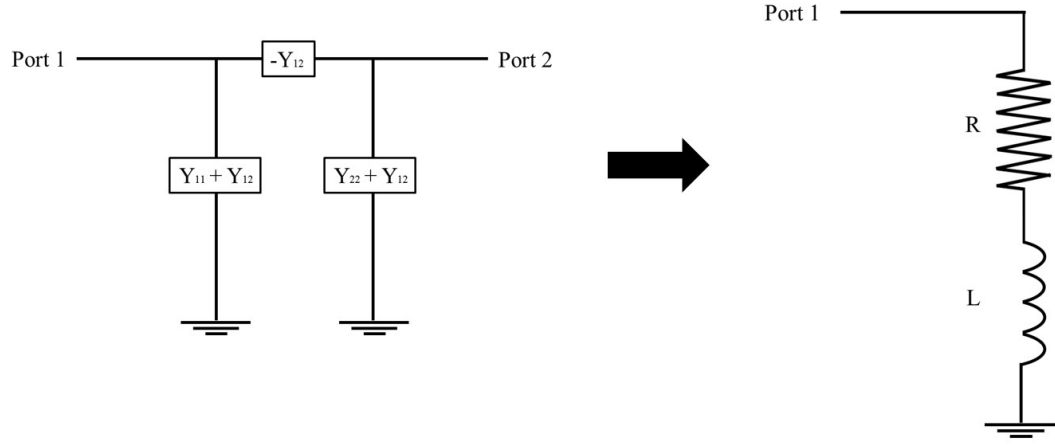 Port 1
-Y₁₂
Port 2
Y₁₁ + Y₁₂
Y₂₂ + Y₁₂
Port 1
R
L